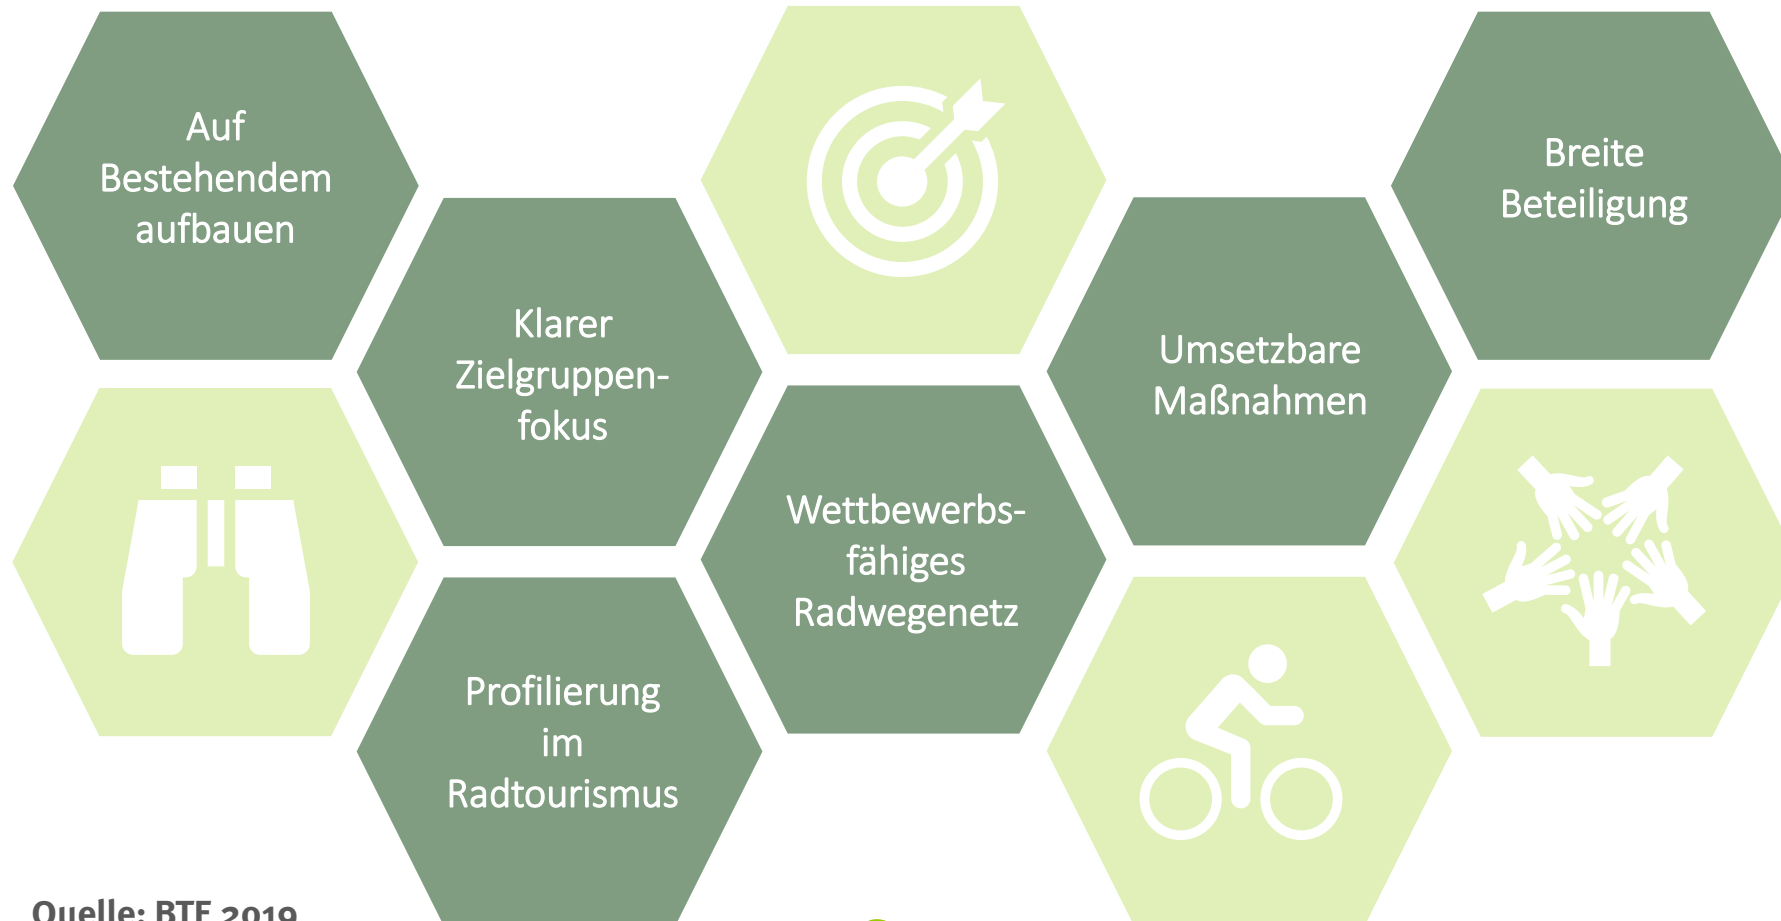 Auf
Bestehendem
aufbauen
Klarer
Zielgruppen-
fokus
Profilierung
im
Radtourismus
Wettbewerbs-
fähiges
Radwegenetz
Umsetzbare
Maßnahmen
Breite
Beteiligung
Quelle: BTE 2019